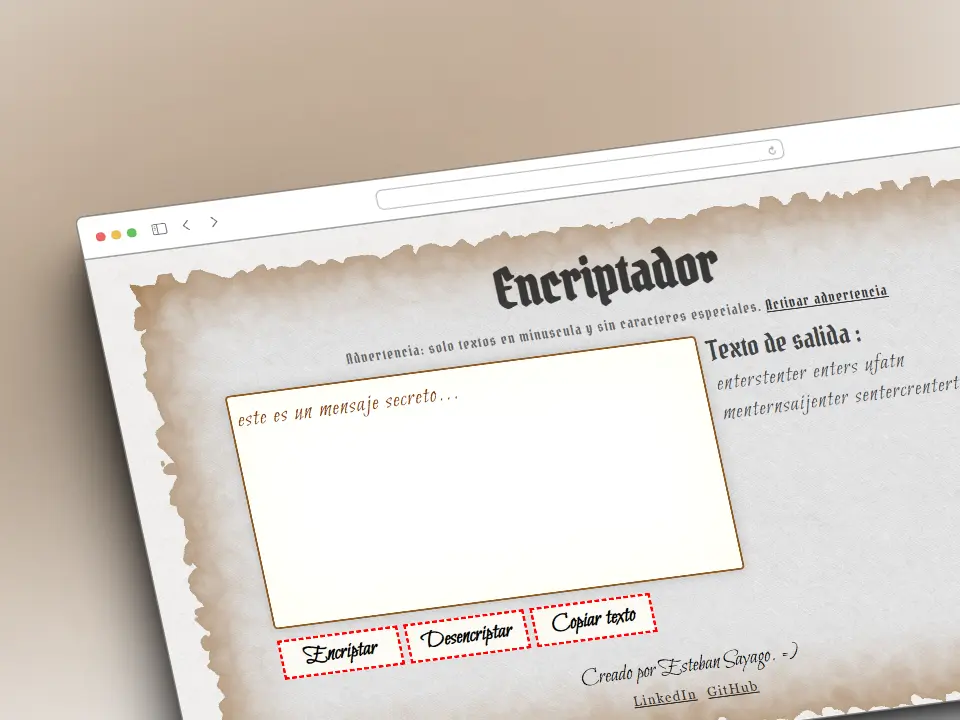 Encriptador
Advertencia: solo textos en minuscula y sin caracteres especiales. Activar advertencia
este es un mensaje secreto...
Texto de salida :
enterstenter enters ufatn
menternsaijenter sentercrentert
Encriptar
Desencriptar
Copiar texto
Creado por Esteban Sayago. =)
LinkedIn GitHub